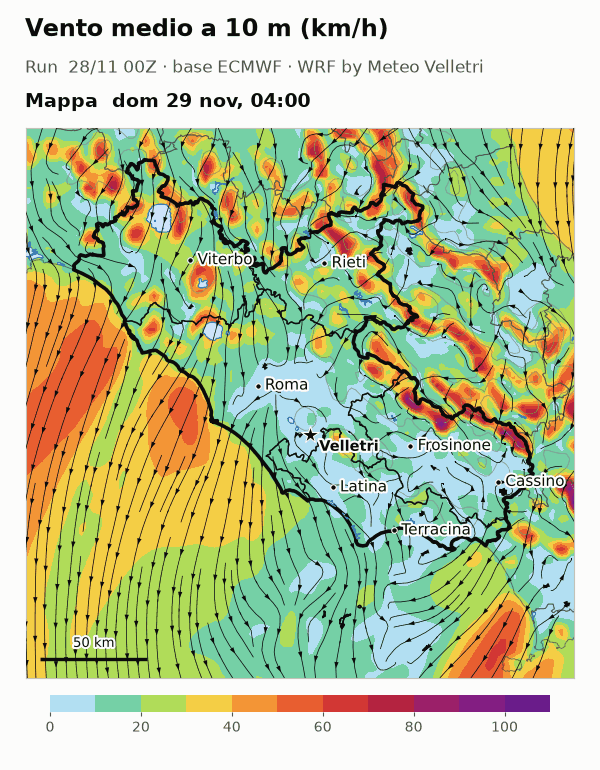 Vento medio a 10 m (km/h)
Run  28/11 00Z · base ECMWF · WRF by Meteo Velletri
Mappa  dom 29 nov, 04:00
Viterbo
Rieti
Roma
Velletri
Frosinone
Latina
Cassino
Terracina
50 km
0 20 40 60 80 100